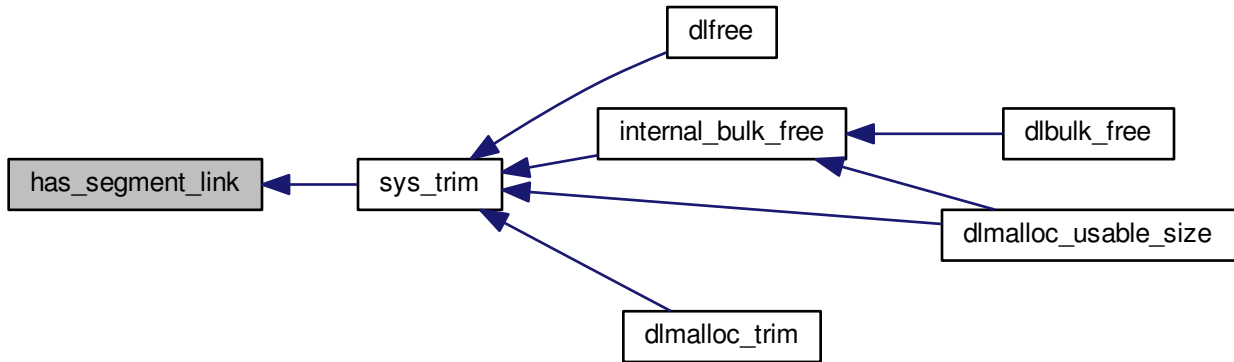 dlfree
internal_bulk_free
dlbulk_free
has_segment_link
sys_trim
dlmalloc_usable_size
dlmalloc_trim